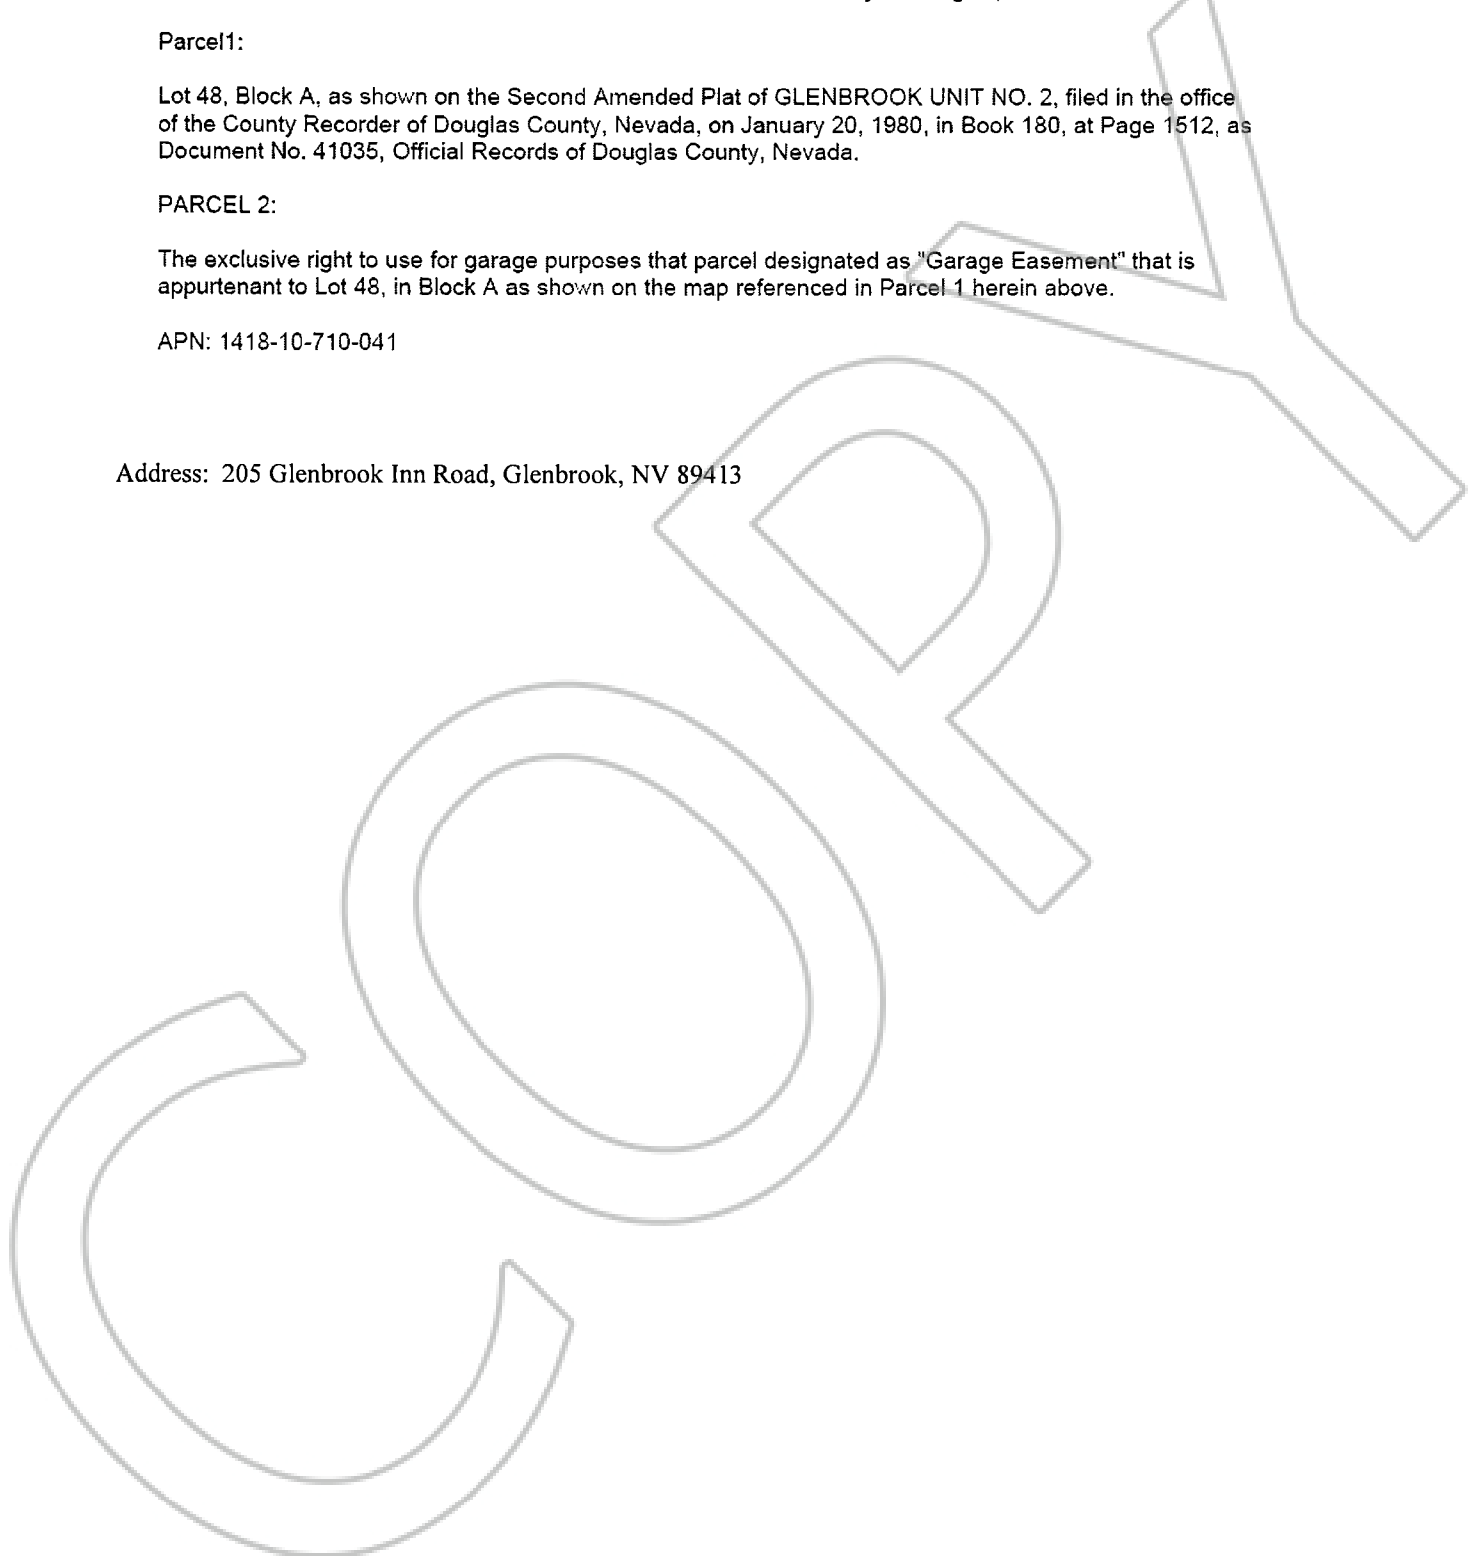 Parcel1:
Lot 48, Block A, as shown on the Second Amended Plat of GLENBROOK UNIT NO. 2, filed in the office
of the County Recorder of Douglas County, Nevada, on January 20, 1980, in Book 180, at Page 1512, as
Document No. 41035, Official Records of Douglas County, Nevada.
PARCEL 2:
The exclusive right to use for garage purposes that parcel designated as "Garage Easement" that is
appurtenant to Lot 48, in Block A as shown on the map referenced in Parcel 1 herein above.
APN: 1418-10-710-041
Address: 205 Glenbrook Inn Road, Glenbrook, NV 89413
COPY